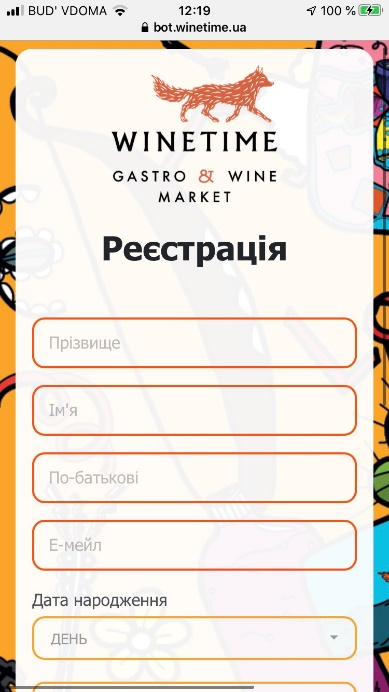 BUD' VDOMA 12:19 100 %
bot.winetime.ua
WINETIME
GASTRO & WINE
MARKET
Реєстрація
Прізвище
Ім'я
По-батькові
Е-мейл
Дата народження
ДЕНЬ